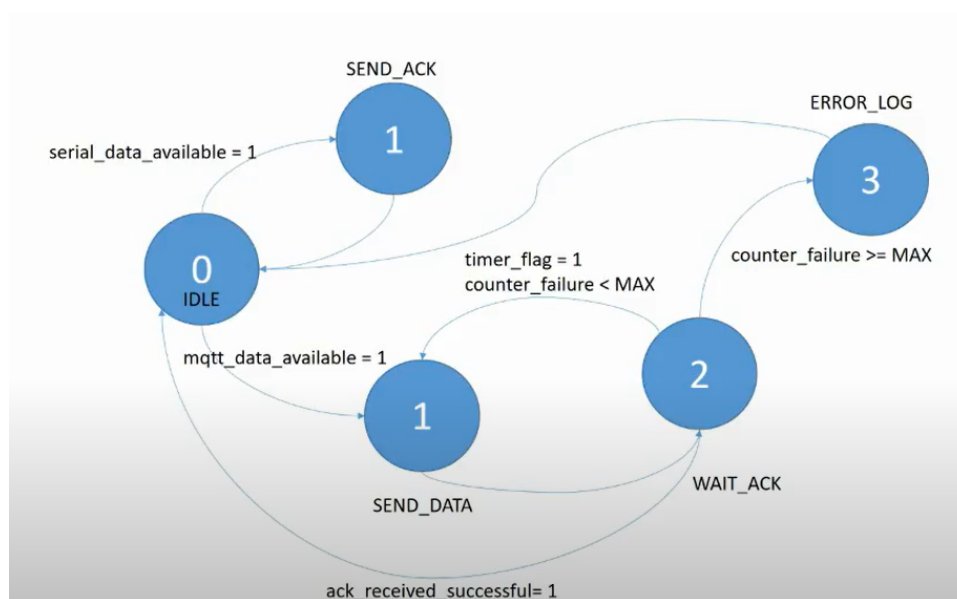 SEND_ACK
1
ERROR_LOG
3
serial_data_available = 1
0
IDLE
counter_failure >= MAX
timer_flag = 1
counter_failure < MAX
mqtt_data_available = 1
1
2
SEND_DATA
WAIT_ACK
ack_received_successful= 1